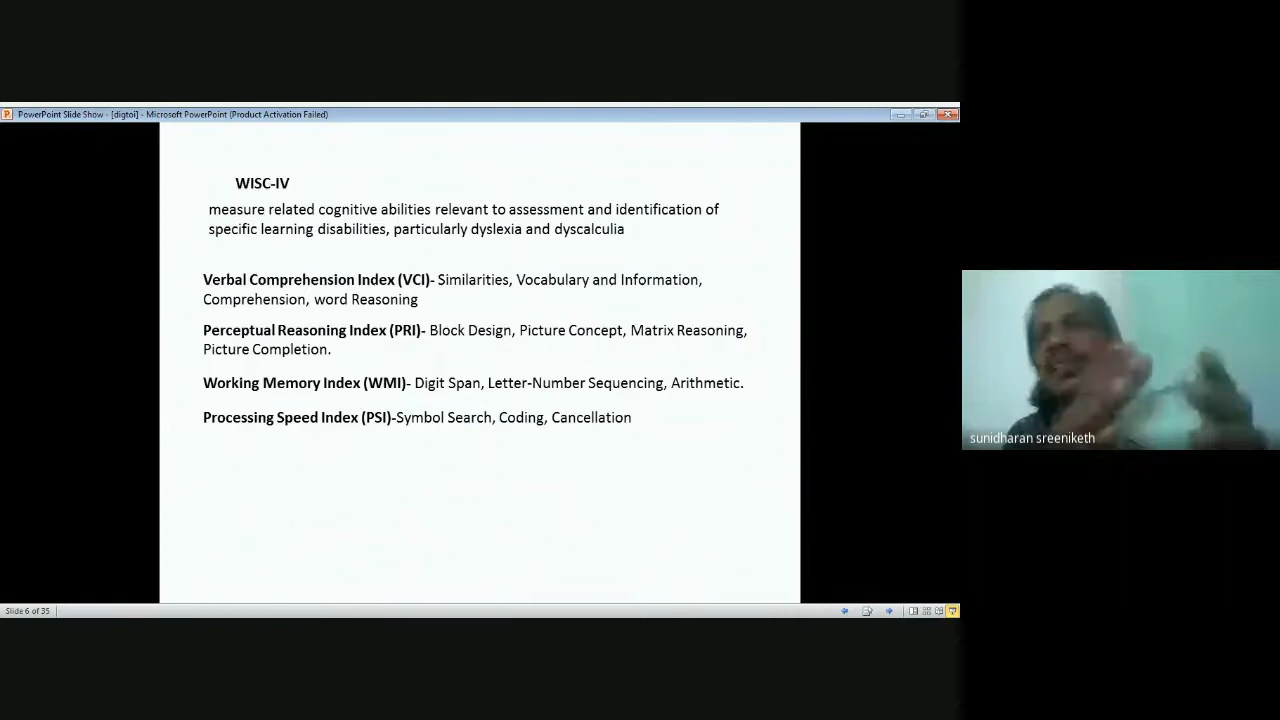 PowerPoint Slide Show - [digtoi] - Microsoft PowerPoint (Product Activation Failed)
WISC-IV
measure related cognitive abilities relevant to assessment and identification of
specific learning disabilities, particularly dyslexia and dyscalculia
Verbal Comprehension Index (VCI)- Similarities, Vocabulary and Information,
Comprehension, word Reasoning
Perceptual Reasoning Index (PRI)- Block Design, Picture Concept, Matrix Reasoning,
Picture Completion.
Working Memory Index (WMI)- Digit Span, Letter-Number Sequencing, Arithmetic.
Processing Speed Index (PSI)-Symbol Search, Coding, Cancellation
sunidharan sreeniketh
Slide 6 of 35